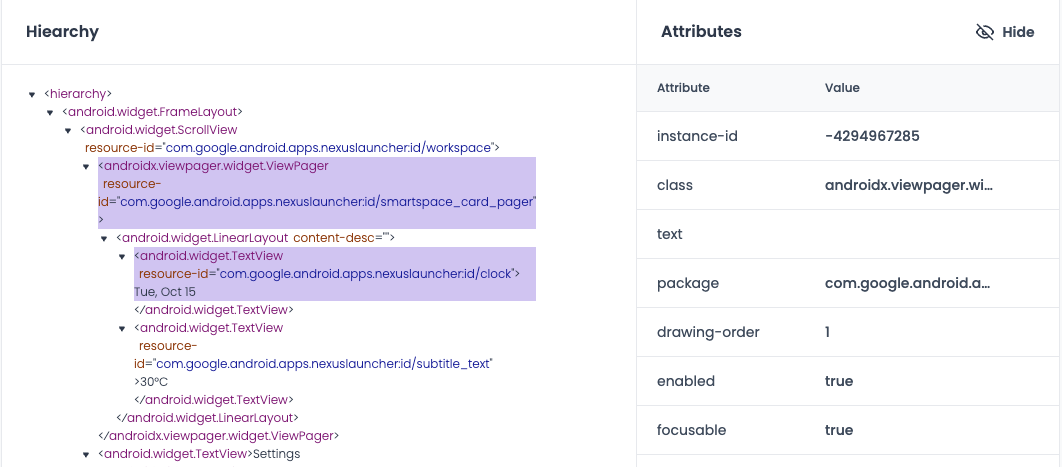 Hiearchy
Attributes
Hide
<hierarchy>
<android.widget.FrameLayout>
<android.widget.ScrollView
resource-id="com.google.android.apps.nexuslauncher:id/workspace">
<androidx.viewpager.widget.ViewPager
resource-
id="com.google.android.apps.nexuslauncher:id/smartspace_card_pager"
>
<android.widget.LinearLayout content-desc="">
<android.widget.TextView
resource-id="com.google.android.apps.nexuslauncher:id/clock">
Tue, Oct 15
</android.widget.TextView>
<android.widget.TextView
resource-
id="com.google.android.apps.nexuslauncher:id/subtitle_text"
>30°C
</android.widget.TextView>
</android.widget.LinearLayout>
</androidx.viewpager.widget.ViewPager>
<android.widget.TextView>Settings
Attribute Value
instance-id -4294967285
class androidx.viewpager.wi...
text
package com.google.android.a...
drawing-order 1
enabled true
focusable true